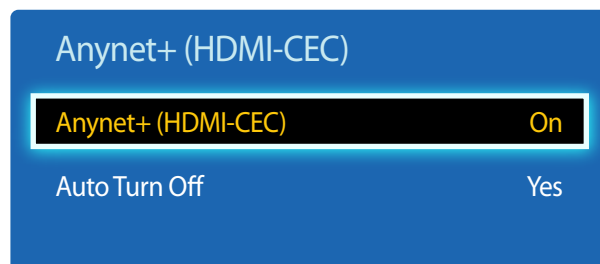 Anynet+ (HDMI-CEC)
Anynet+ (HDMI-CEC) On
Auto Turn Off Yes